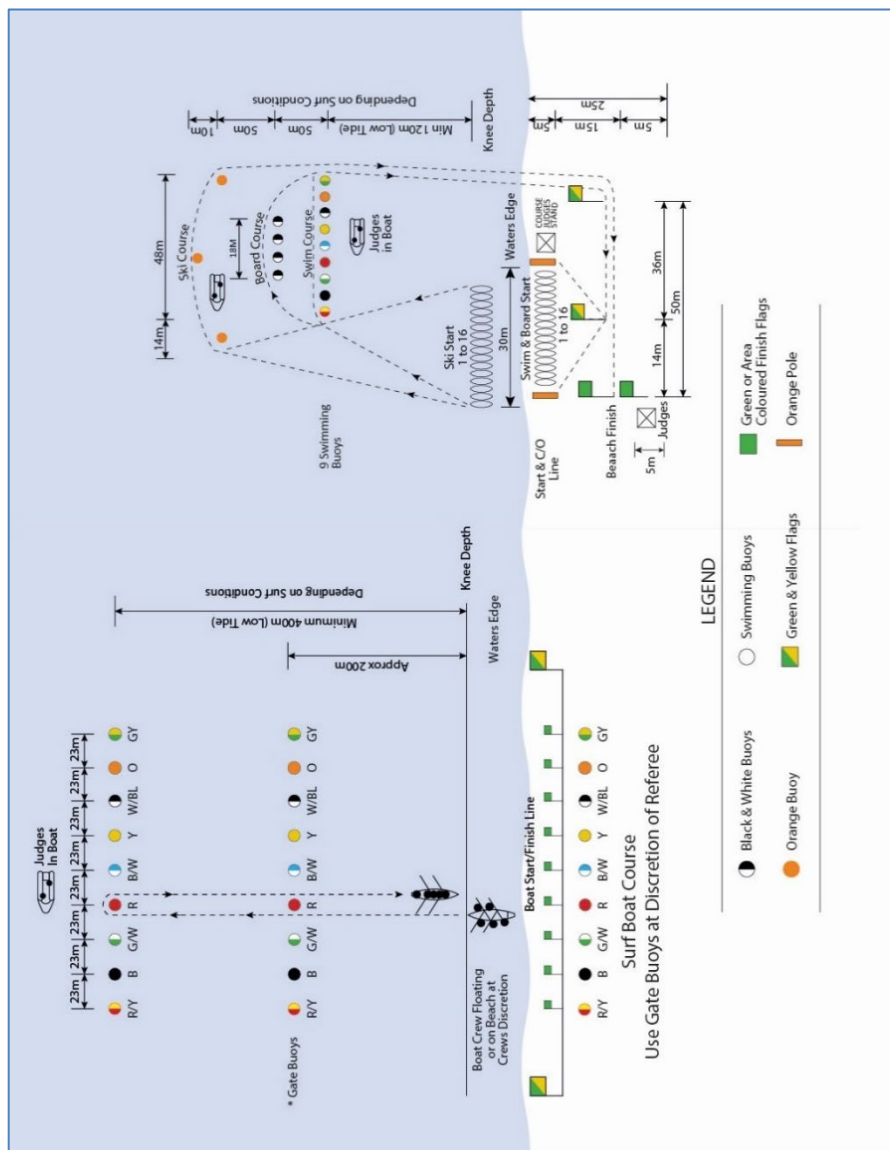 10m
50m
50m
Min 120m (Low Tide)
Depending on Surf Conditions
48m
14m
Ski Course
18M
Board Course
Swim Course
Judges
in Boat
9 Swimming
Buoys
Ski Start
1 to 16
30m
Knee Depth
Waters Edge
Swim & Board Start
1 to 16
COURSE
JUDGES
STAND
Start & C/O
Line
Beaach Finish
Judges
5m
14m
36m
50m
5m
15m
5m
25m
Judges
In Boat
23m
23m
23m
23m
23m
23m
23m
23m
R/Y
B
G/W
R
B/W
Y
W/BL
O
GY
Minimum 400m (Low Tide)
Depending on Surf Conditions
* Gate Buoys
R/Y
B
G/W
R
B/W
Y
W/BL
O
GY
Approx 200m
Knee Depth
Waters Edge
Boat Crew Floating
or on Beach at
Crews Discretion
Boat Start/Finish Line
R/Y
B
G/W
R
B/W
Y
W/BL
O
GY
Surf Boat Course
Use Gate Buoys at Discretion of Referee
LEGEND
Black & White Buoys
Swimming Buoys
Green or Area
Coloured Finish Flags
Orange Buoy
Green & Yellow Flags
Orange Pole